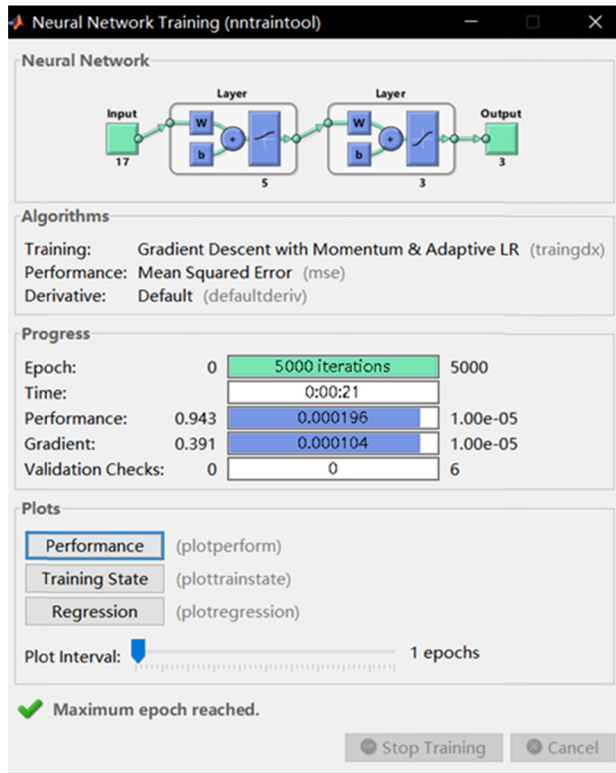 Neural Network Training (nntraintool)
Neural Network
Layer Layer
Input Output
W W
b b
17 3
5 3
Algorithms
Training: Gradient Descent with Momentum & Adaptive LR (traingdx)
Performance: Mean Squared Error (mse)
Derivative: Default (defaultderiv)
Progress
Epoch: 0 5000 iterations 5000
Time: 0:00:21
Performance: 0.943 0.000196 1.00e-05
Gradient: 0.391 0.000104 1.00e-05
Validation Checks: 0 0 6
Plots
Performance (plotperform)
Training State (plottrainstate)
Regression (plotregression)
Plot Interval: 1 epochs
Maximum epoch reached.
Stop Training Cancel